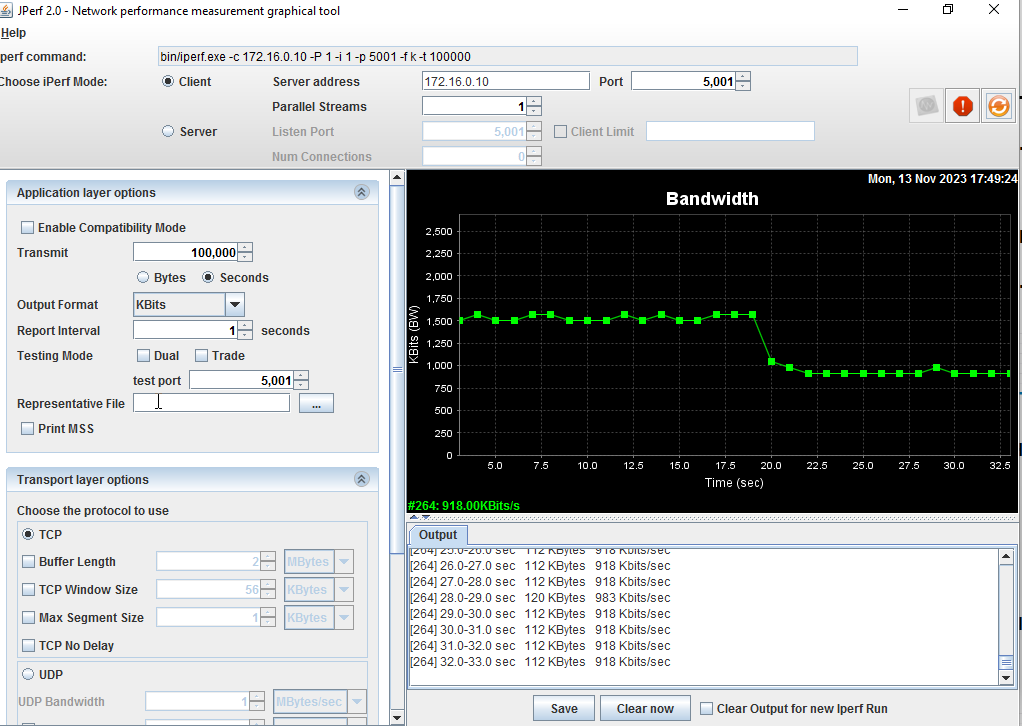 JPerf 2.0 - Network performance measurement graphical tool
Help
perf command: bin/iperf.exe -c 172.16.0.10 -P 1 -i 1 -p 5001 -f k -t 100000
Choose iPerf Mode: Client Server address 172.16.0.10 Port 5,001
Parallel Streams 1
Server Listen Port 5,001 Client Limit
Num Connections 0
Application layer options
Enable Compatibility Mode
Transmit 100,000
Bytes Seconds
Output Format KBits
Report Interval 1 seconds
Testing Mode Dual Trade
test port 5,001
Representative File ...
Print MSS
Transport layer options
Choose the protocol to use
TCP
Buffer Length 2 MBytes
TCP Window Size 56 KBytes
Max Segment Size 1 KBytes
TCP No Delay
UDP
UDP Bandwidth 1 MBytes/sec
Mon, 13 Nov 2023 17:49:24
Bandwidth
KBits (BW)
2,500
2,250
2,000
1,750
1,500
1,250
1,000
750
500
250
0
5.0 7.5 10.0 12.5 15.0 17.5 20.0 22.5 25.0 27.5 30.0 32.5
Time (sec)
#264: 918.00KBits/s
Output
[264] 25.0-26.0 sec 112 KBytes 918 Kbits/sec
[264] 26.0-27.0 sec 112 KBytes 918 Kbits/sec
[264] 27.0-28.0 sec 112 KBytes 918 Kbits/sec
[264] 28.0-29.0 sec 120 KBytes 983 Kbits/sec
[264] 29.0-30.0 sec 112 KBytes 918 Kbits/sec
[264] 30.0-31.0 sec 112 KBytes 918 Kbits/sec
[264] 31.0-32.0 sec 112 KBytes 918 Kbits/sec
[264] 32.0-33.0 sec 112 KBytes 918 Kbits/sec
Save Clear now Clear Output for new Iperf Run